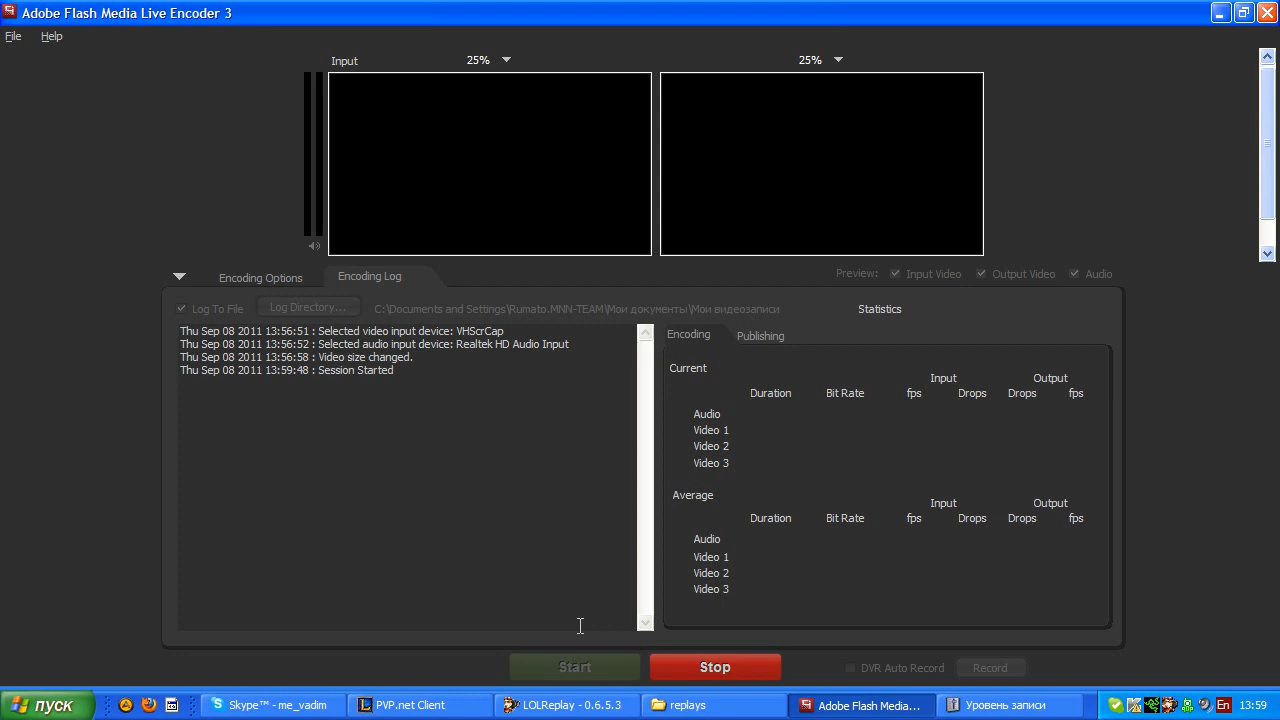 Adobe Flash Media Live Encoder 3
File Help
Input 25% 25%
Encoding Options Encoding Log Preview: Input Video Output Video Audio
Log To File Log Directory... C:\Documents and Settings\Rumato.MNN-TEAM\Мои документы\Мои видеозаписи Statistics
Thu Sep 08 2011 13:56:51 : Selected video input device: VHScrCap
Thu Sep 08 2011 13:56:52 : Selected audio input device: Realtek HD Audio Input
Thu Sep 08 2011 13:56:58 : Video size changed.
Thu Sep 08 2011 13:59:48 : Session Started
Encoding Publishing
Current
Input Output
Duration Bit Rate fps Drops Drops fps
Audio
Video 1
Video 2
Video 3
Average
Input Output
Duration Bit Rate fps Drops Drops fps
Audio
Video 1
Video 2
Video 3
Start Stop DVR Auto Record Record
пуск Skype™ - me_vadim PVP.net Client LOLReplay - 0.6.5.3 replays Adobe Flash Media... Уровень записи En 13:59